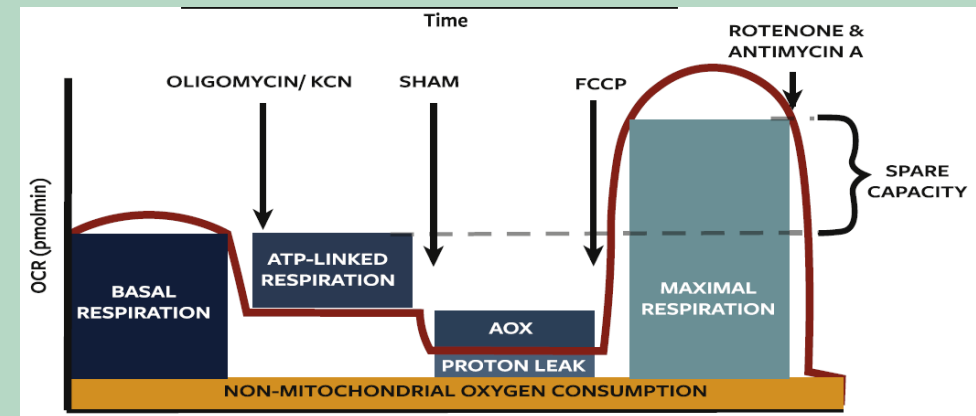 Time
ROTENONE &
ANTIMYCIN A
OLIGOMYCIN/ KCN
SHAM
FCCP
SPARE
CAPACITY
OCR (pmolmin)
BASAL
RESPIRATION
ATP-LINKED
RESPIRATION
AOX
PROTON LEAK
MAXIMAL
RESPIRATION
NON-MITOCHONDRIAL OXYGEN CONSUMPTION